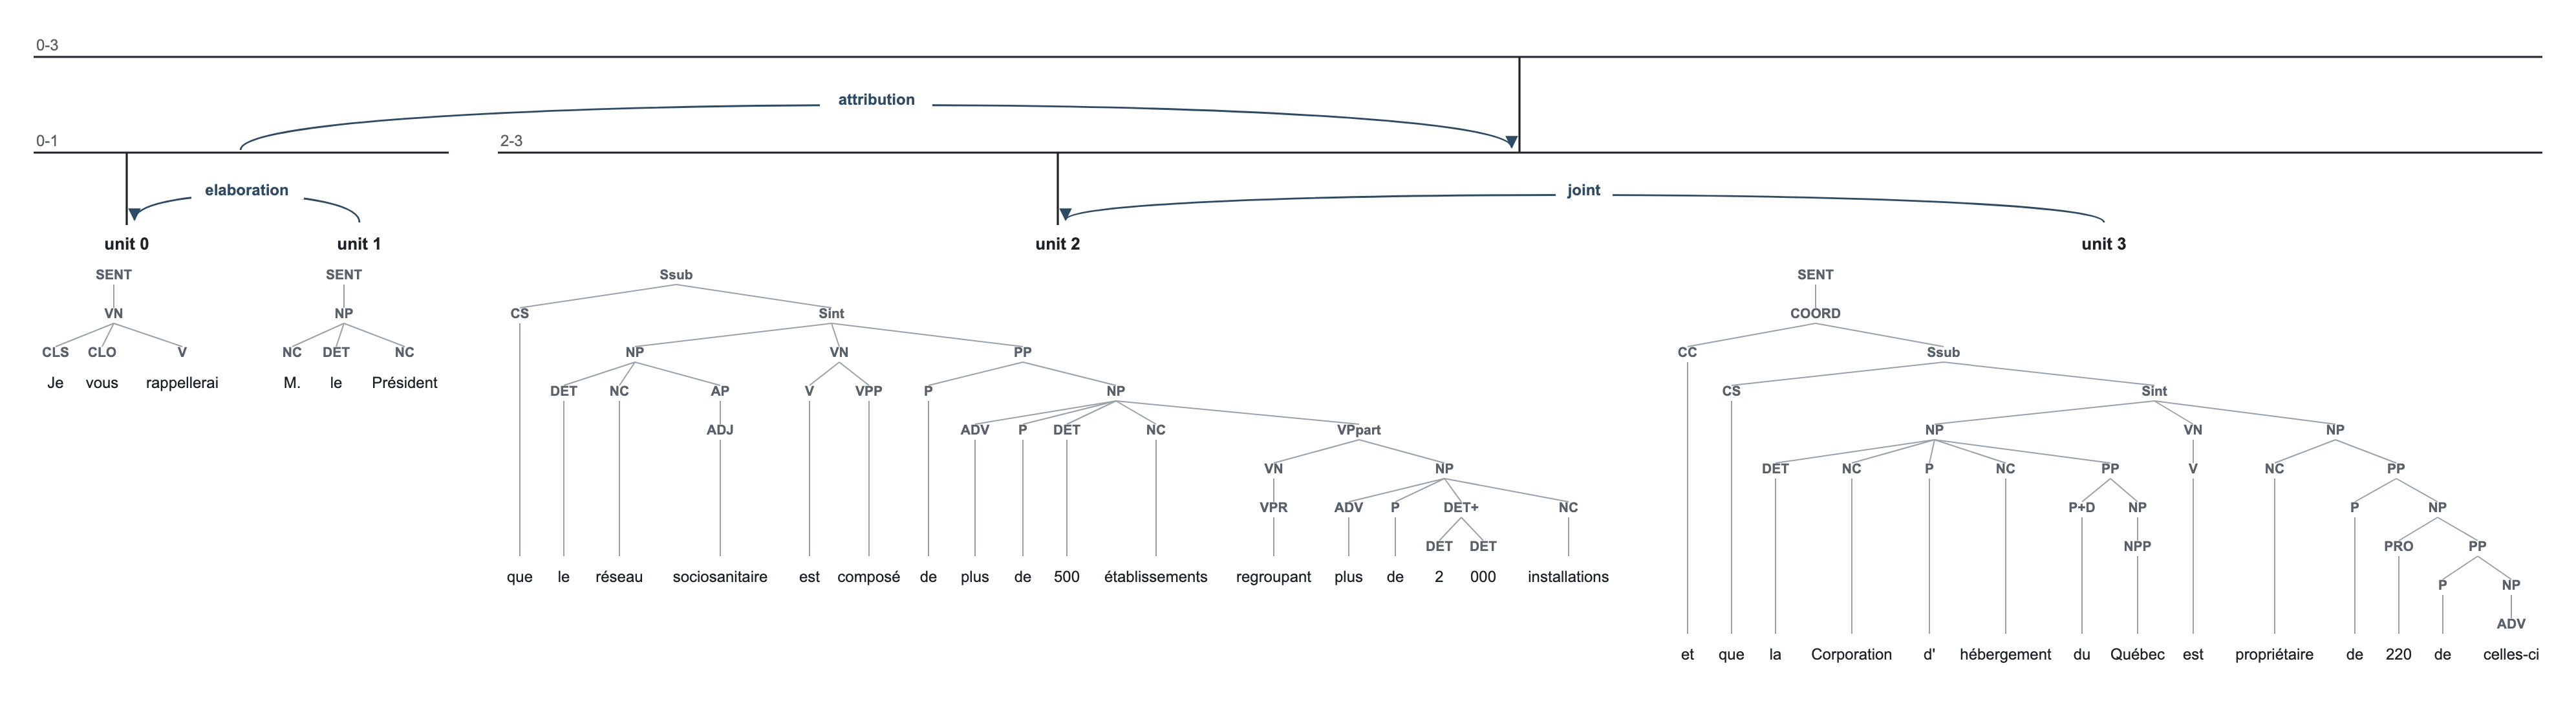 0-3
attribution
0-1 2-3
elaboration joint
unit 0 unit 1 unit 2 unit 3
SENT SENT Ssub SENT
VN NP CS Sint COORD
CLS CLO V NC DET NC NP VN PP CC Ssub
Je vous rappellerai M. le Président DET NC AP V VPP P NP CS Sint
ADJ ADV P DET NC VPpart NP VN NP
VN NP DET NC P NC PP V NC PP
VPR ADV P DET+ NC P+D NP P NP
DET DET NPP PRO PP
que le réseau sociosanitaire est composé de plus de 500 établissements regroupant plus de 2 000 installations P NP
ADV
et que la Corporation d' hébergement du Québec est propriétaire de 220 de celles-ci